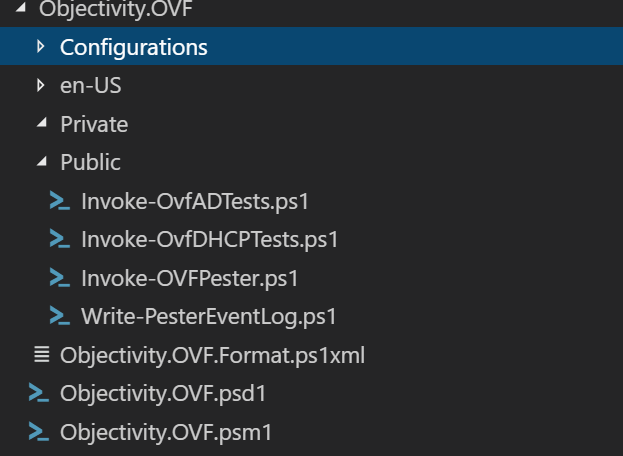 Objectivity.OVF
Configurations
en-US
Private
Public
Invoke-OvfADTests.ps1
Invoke-OvfDHCPTests.ps1
Invoke-OVFPester.ps1
Write-PesterEventLog.ps1
Objectivity.OVF.Format.ps1xml
Objectivity.OVF.psd1
Objectivity.OVF.psm1